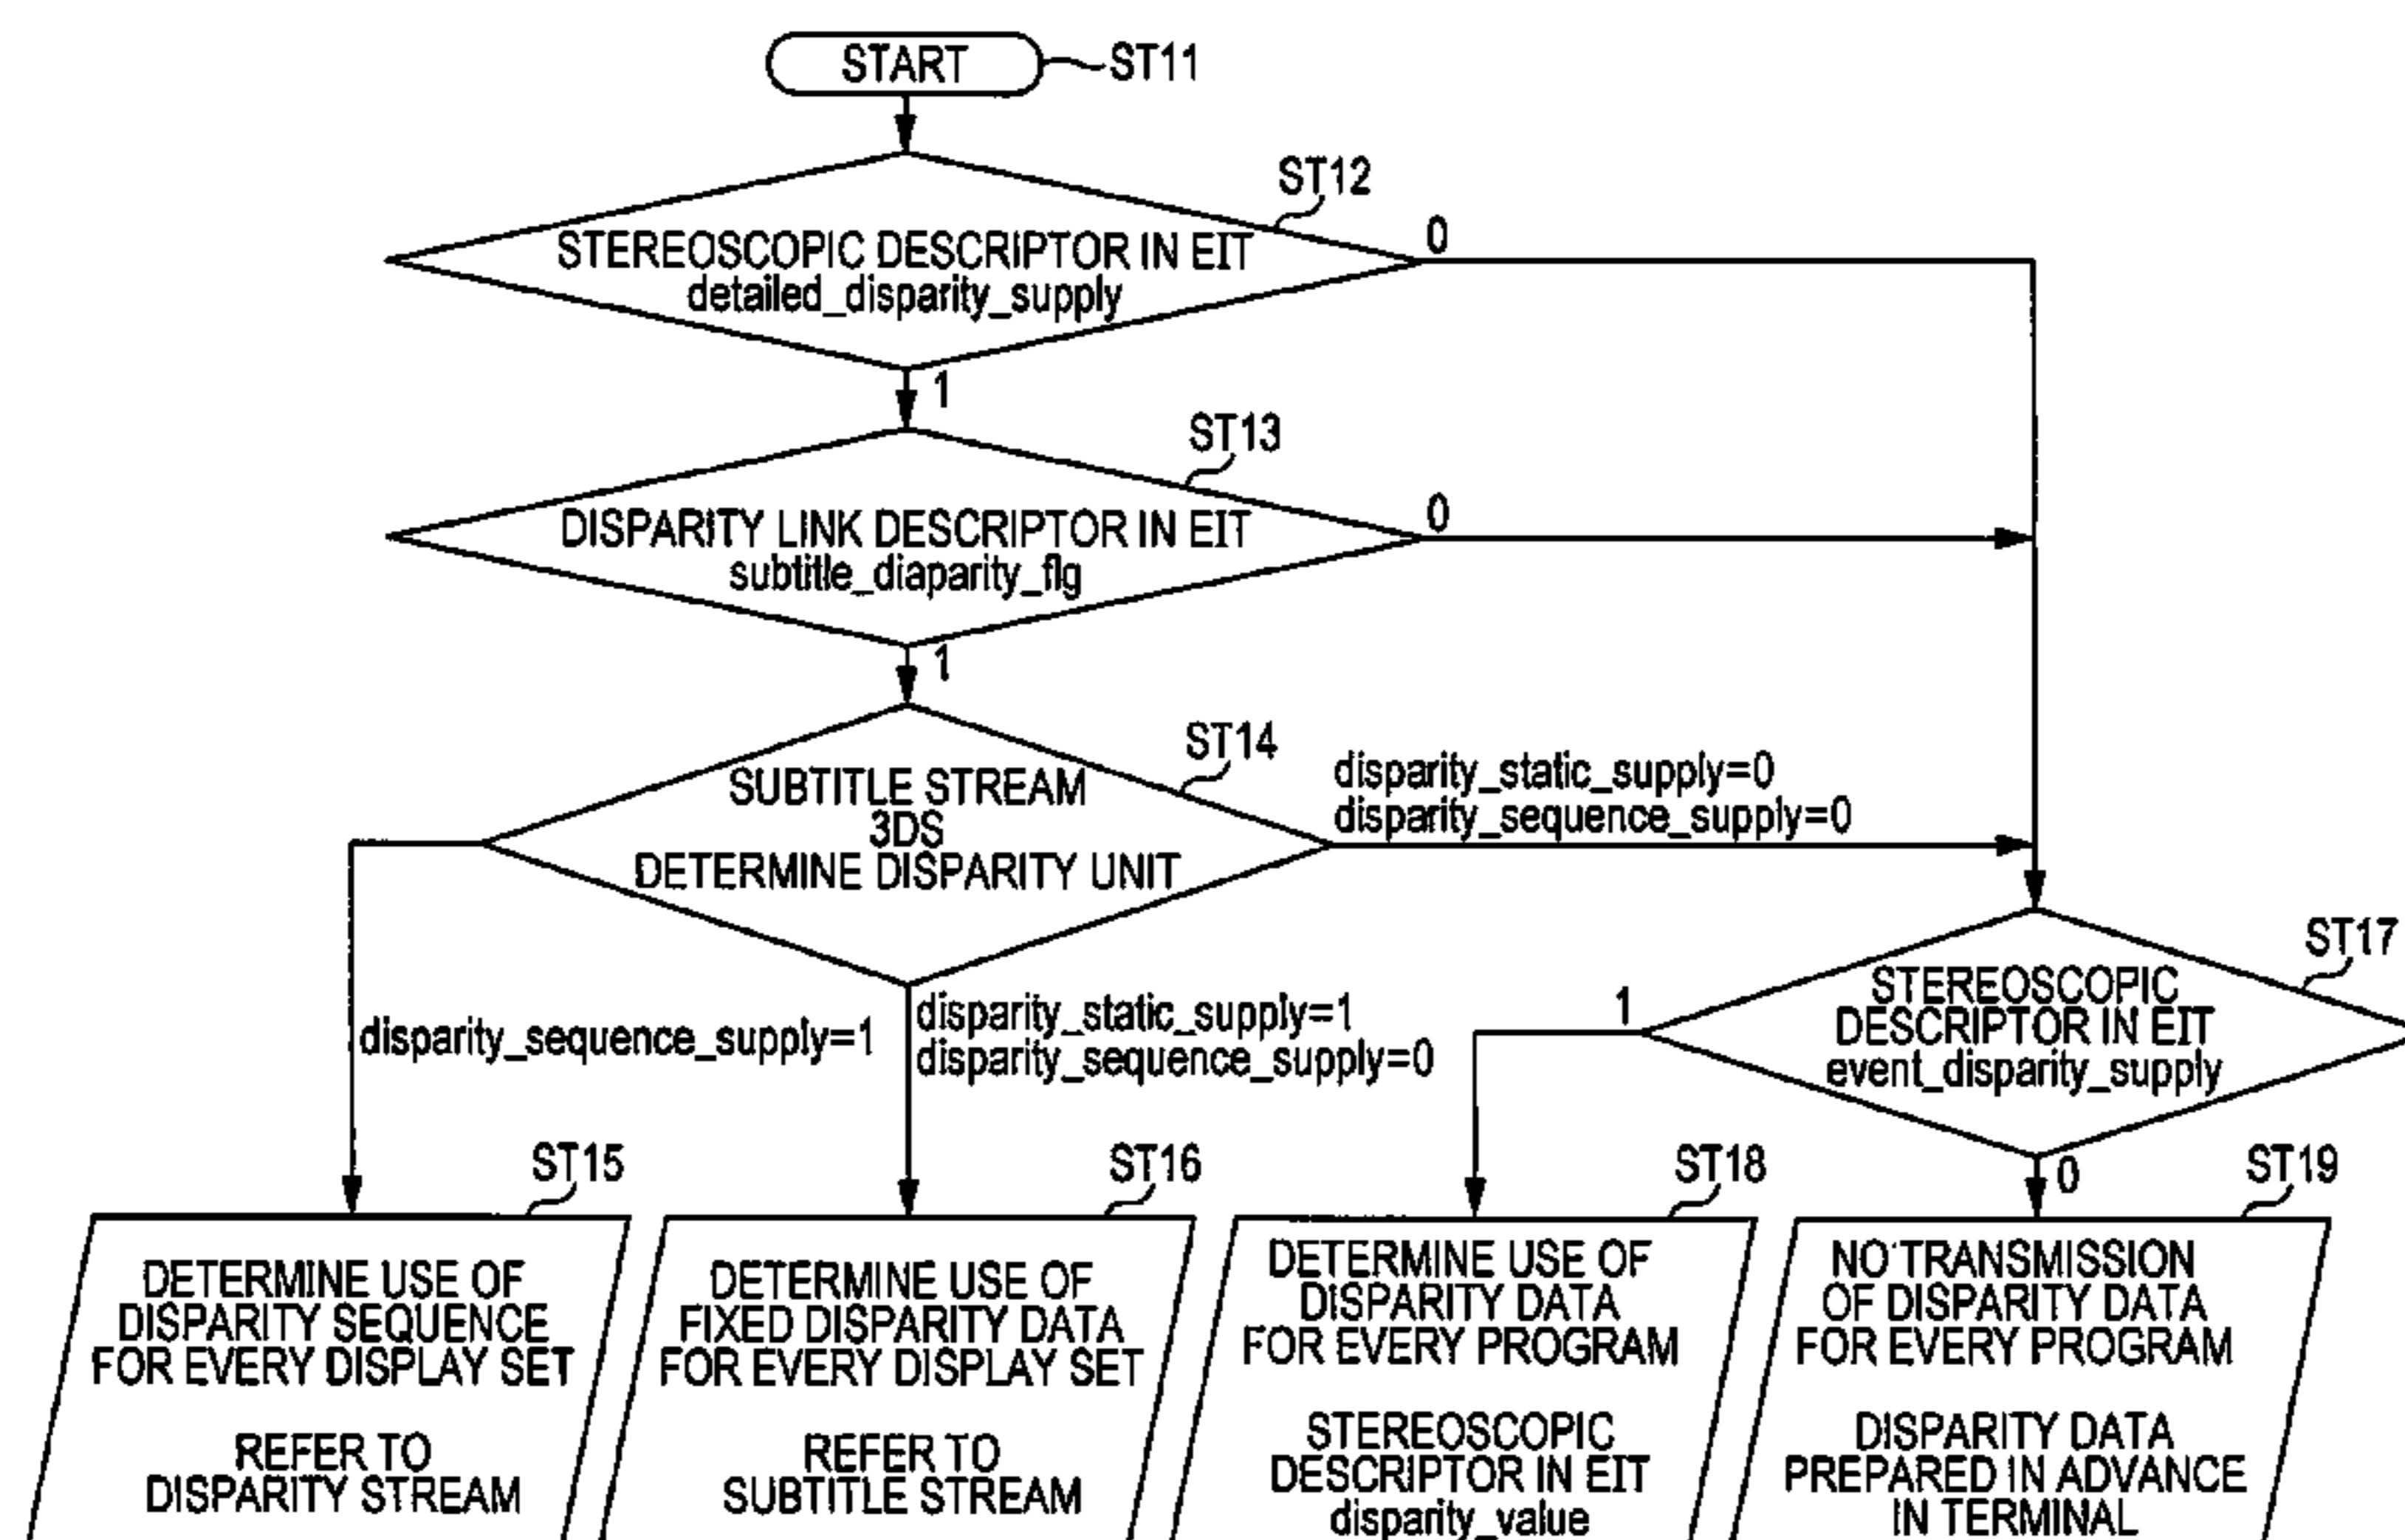 START
ST11
ST12
STEREOSCOPIC DESCRIPTOR IN EIT
detailed_disparity_supply
0
1
ST13
DISPARITY LINK DESCRIPTOR IN EIT
subtitle_diaparity_flg
0
1
ST14
SUBTITLE STREAM
3DS
DETERMINE DISPARITY UNIT
disparity_static_supply=0
disparity_sequence_supply=0
disparity_sequence_supply=1
disparity_static_supply=1
disparity_sequence_supply=0
ST17
STEREOSCOPIC
DESCRIPTOR IN EIT
event_disparity_supply
1
0
ST15
DETERMINE USE OF
DISPARITY SEQUENCE
FOR EVERY DISPLAY SET
REFER TO
DISPARITY STREAM
ST16
DETERMINE USE OF
FIXED DISPARITY DATA
FOR EVERY DISPLAY SET
REFER TO
SUBTITLE STREAM
ST18
DETERMINE USE OF
DISPARITY DATA
FOR EVERY PROGRAM
STEREOSCOPIC
DESCRIPTOR IN EIT
disparity_value
ST19
NO TRANSMISSION
OF DISPARITY DATA
FOR EVERY PROGRAM
DISPARITY DATA
PREPARED IN ADVANCE
IN TERMINAL